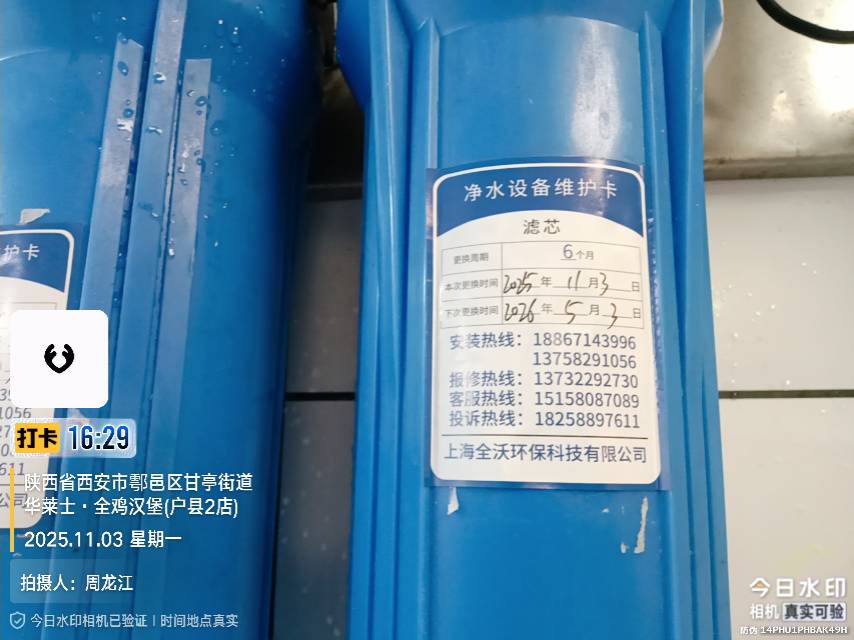 净水设备维护卡
滤芯
更换周期 6个月
本次更换时间 2025年11月3日
下次更换时间 2026年5月3日
安装热线：18867143996
13758291056
报修热线：13732292730
客服热线：15158087089
投诉热线：18258897611
上海全沃环保科技有限公司
护卡
1056
611
公司
打卡 16:29
陕西省西安市鄠邑区甘亭街道
华莱士·全鸡汉堡(户县2店)
2025.11.03 星期一
拍摄人：周龙江
今日水印相机已验证 | 时间地点真实
今日水印
相机 真实可验
防伪 14PHU1PHBAK49H